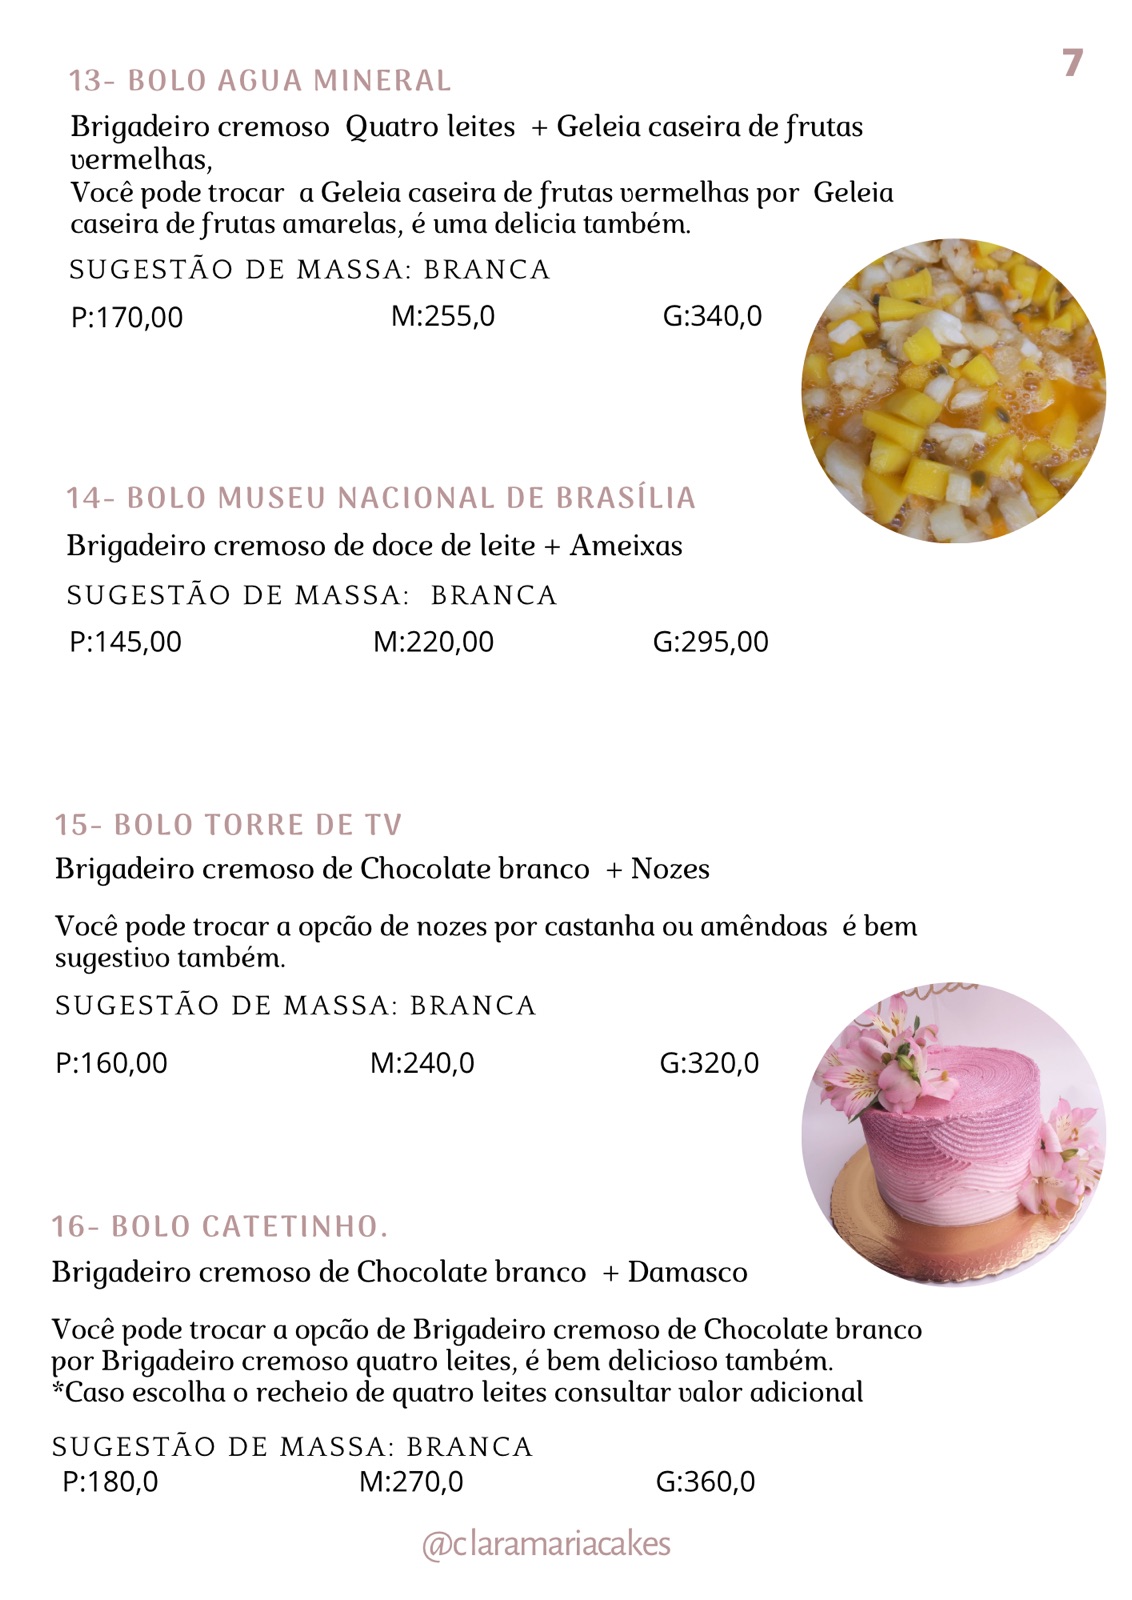 7
13- BOLO AGUA MINERAL
Brigadeiro cremoso Quatro leites + Geleia caseira de frutas
vermelhas,
Você pode trocar a Geleia caseira de frutas vermelhas por Geleia
caseira de frutas amarelas, é uma delicia também.
SUGESTÃO DE MASSA: BRANCA
P:170,00 M:255,0 G:340,0
14- BOLO MUSEU NACIONAL DE BRASÍLIA
Brigadeiro cremoso de doce de leite + Ameixas
SUGESTÃO DE MASSA: BRANCA
P:145,00 M:220,00 G:295,00
15- BOLO TORRE DE TV
Brigadeiro cremoso de Chocolate branco + Nozes
Você pode trocar a opcão de nozes por castanha ou amêndoas é bem
sugestivo também.
SUGESTÃO DE MASSA: BRANCA
P:160,00 M:240,0 G:320,0
16- BOLO CATETINHO.
Brigadeiro cremoso de Chocolate branco + Damasco
Você pode trocar a opcão de Brigadeiro cremoso de Chocolate branco
por Brigadeiro cremoso quatro leites, é bem delicioso também.
*Caso escolha o recheio de quatro leites consultar valor adicional
SUGESTÃO DE MASSA: BRANCA
P:180,0 M:270,0 G:360,0
@claramariacakes